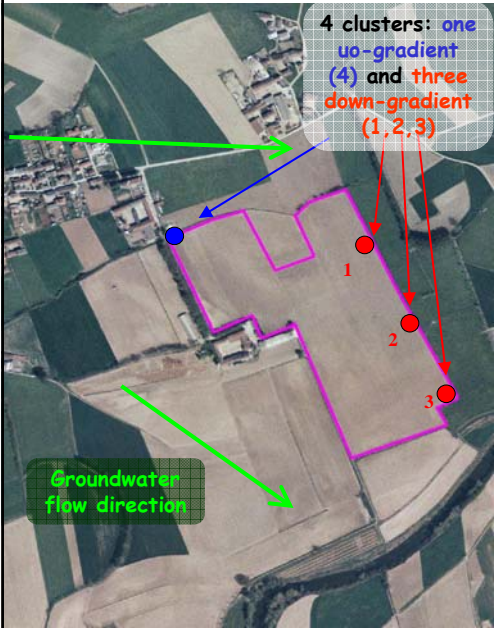 4 clusters: one
uo-gradient
(4) and three
down-gradient
(1,2,3)
1
2
3
Groundwater
flow direction